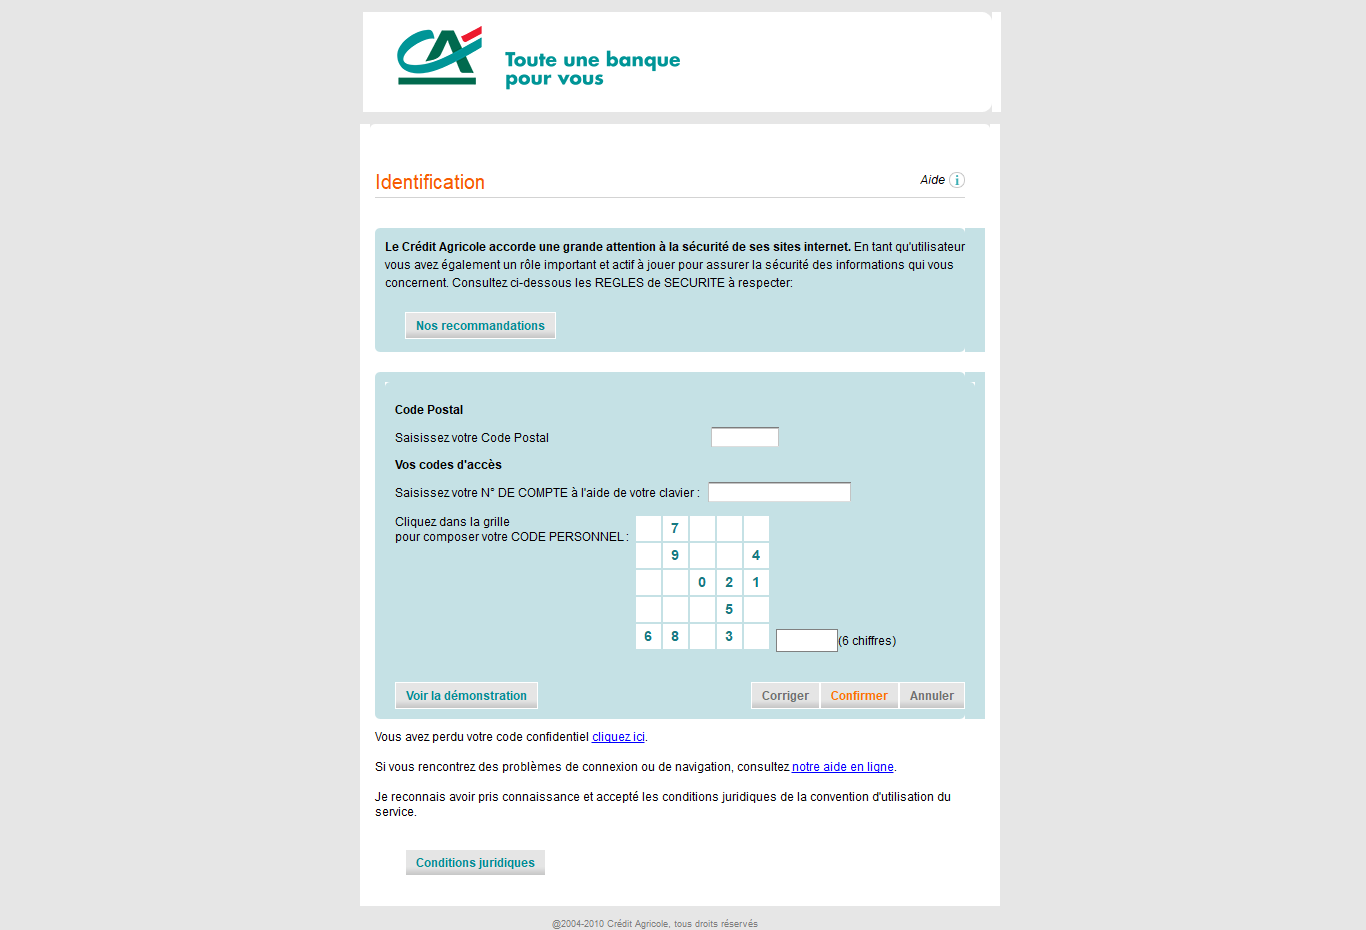 CA
Toute une banque
pour vous
Identification
Aide i
Le Crédit Agricole accorde une grande attention à la sécurité de ses sites internet. En tant qu'utilisateur
vous avez également un rôle important et actif à jouer pour assurer la sécurité des informations qui vous
concernent. Consultez ci-dessous les REGLES de SECURITE à respecter:
Nos recommandations
Code Postal
Saisissez votre Code Postal
Vos codes d'accès
Saisissez votre N° DE COMPTE à l'aide de votre clavier :
Cliquez dans la grille
pour composer votre CODE PERSONNEL :
7
9 4
0 2 1
5
6 8 3
(6 chiffres)
Voir la démonstration
Corriger Confirmer Annuler
Vous avez perdu votre code confidentiel cliquez ici.
Si vous rencontrez des problèmes de connexion ou de navigation, consultez notre aide en ligne.
Je reconnais avoir pris connaissance et accepté les conditions juridiques de la convention d'utilisation du
service.
Conditions juridiques
@2004-2010 Crédit Agricole, tous droits réservés